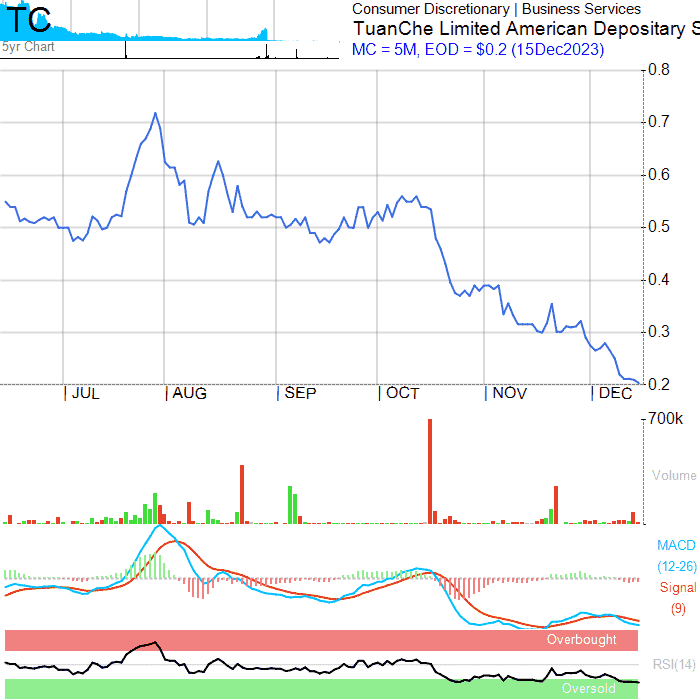 TC
5yr Chart
Consumer Discretionary | Business Services
TuanChe Limited American Depositary S
MC = 5M, EOD = $0.2 (15Dec2023)
0.8
0.7
0.6
0.5
0.4
0.3
0.2
JUL AUG SEP OCT NOV DEC
700k
Volume
MACD
(12-26)
Signal
(9)
Overbought
RSI(14)
Oversold